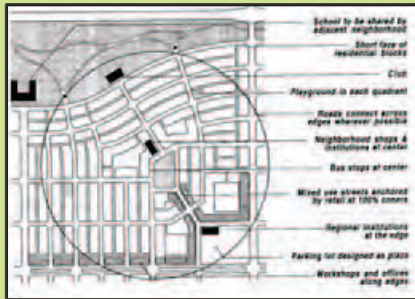 School to be shared by
adjacent neighborhood
Short face of
residential blocks
Club
Playground in each quadrant
Roads connect across
edges wherever possible
Neighborhood shops &
institutions at center
Bus stops at center
Mixed use streets anchored
by retail at 100% corners
Regional institutions
at the edge
Parking lot designed as plaza
Workshops and offices
along edges